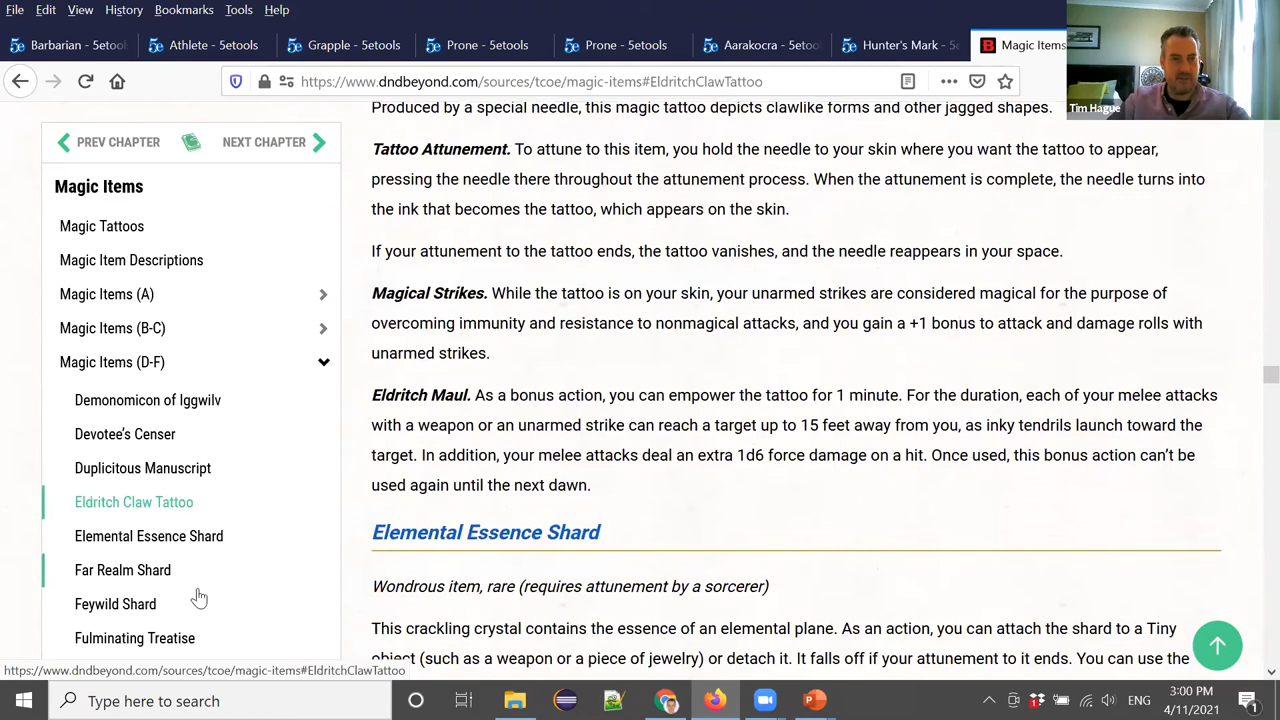 File Edit View History Bookmarks Tools Help
Barbarian - 5etool Athlete - 5etools Grapple - 5etools Prone - 5etools Prone - 5etools Aarakocra - 5etoo Hunter's Mark - 5e Magic Items
https://www.dndbeyond.com/sources/tcoe/magic-items#EldritchClawTattoo
Tim Hague
PREV CHAPTER NEXT CHAPTER
Magic Items
Magic Tattoos
Magic Item Descriptions
Magic Items (A)
Magic Items (B-C)
Magic Items (D-F)
Demonomicon of Iggwilv
Devotee's Censer
Duplicitous Manuscript
Eldritch Claw Tattoo
Elemental Essence Shard
Far Realm Shard
Feywild Shard
Fulminating Treatise
https://www.dndbeyond.com/sources/tcoe/magic-items#EldritchClawTattoo
Produced by a special needle, this magic tattoo depicts clawlike forms and other jagged shapes.
Tattoo Attunement. To attune to this item, you hold the needle to your skin where you want the tattoo to appear,
pressing the needle there throughout the attunement process. When the attunement is complete, the needle turns into
the ink that becomes the tattoo, which appears on the skin.
If your attunement to the tattoo ends, the tattoo vanishes, and the needle reappears in your space.
Magical Strikes. While the tattoo is on your skin, your unarmed strikes are considered magical for the purpose of
overcoming immunity and resistance to nonmagical attacks, and you gain a +1 bonus to attack and damage rolls with
unarmed strikes.
Eldritch Maul. As a bonus action, you can empower the tattoo for 1 minute. For the duration, each of your melee attacks
with a weapon or an unarmed strike can reach a target up to 15 feet away from you, as inky tendrils launch toward the
target. In addition, your melee attacks deal an extra 1d6 force damage on a hit. Once used, this bonus action can't be
used again until the next dawn.
Elemental Essence Shard
Wondrous item, rare (requires attunement by a sorcerer)
This crackling crystal contains the essence of an elemental plane. As an action, you can attach the shard to a Tiny
object (such as a weapon or a piece of jewelry) or detach it. It falls off if your attunement to it ends. You can use the
Type here to search
ENG
3:00 PM
4/11/2021
1